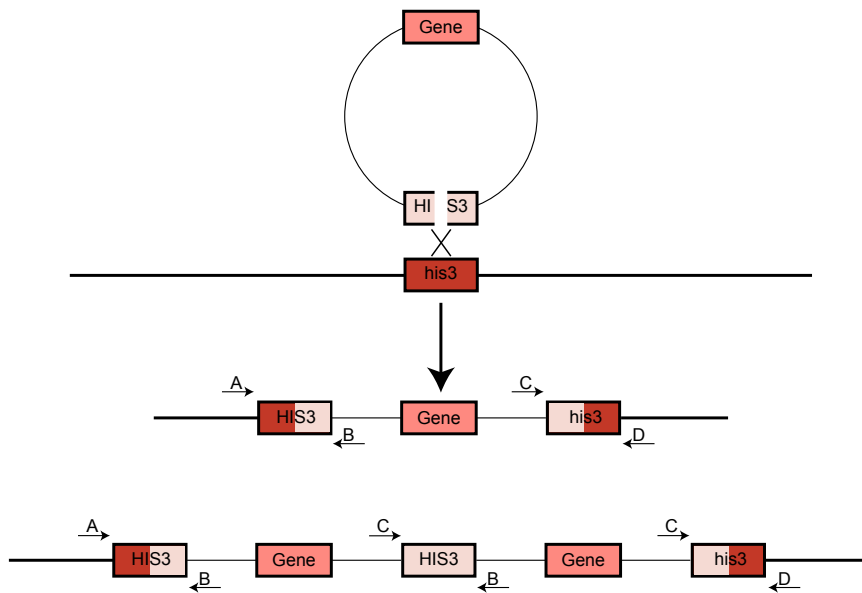 Gene
HI S3
his3
A C
HIS3 Gene his3
B D
A C C
HIS3 Gene HIS3 Gene his3
B B D